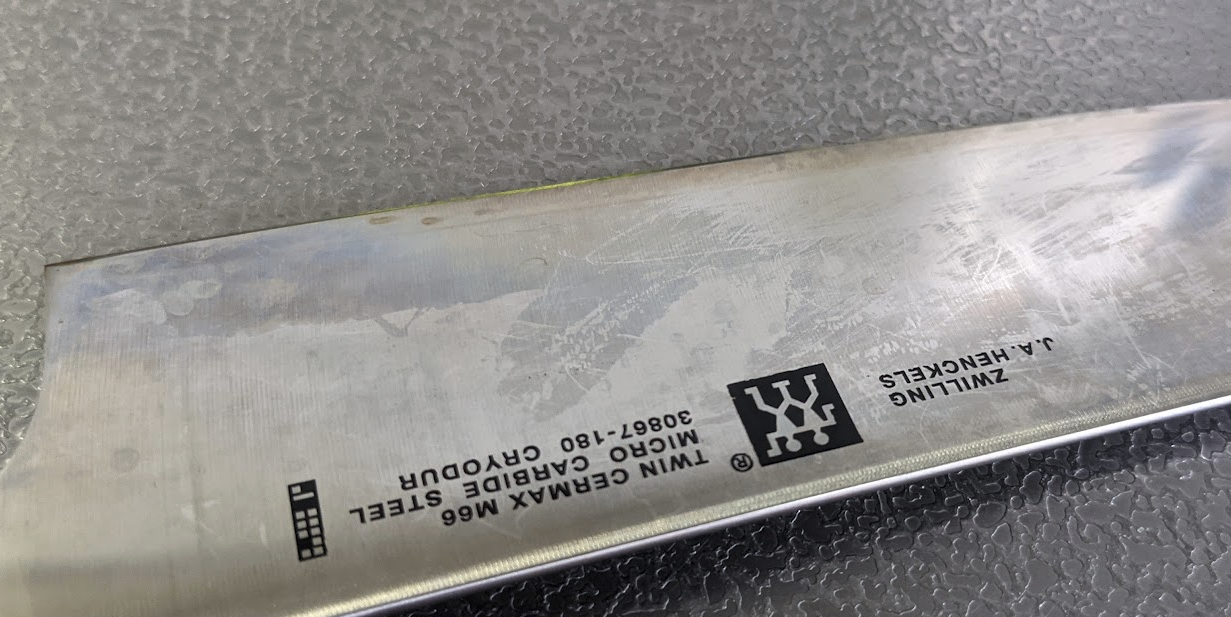 ZWILLING
J.A. HENCKELS
®
TWIN CERMAX M66
MICRO CARBIDE STEEL
30867-180 CRYODUR